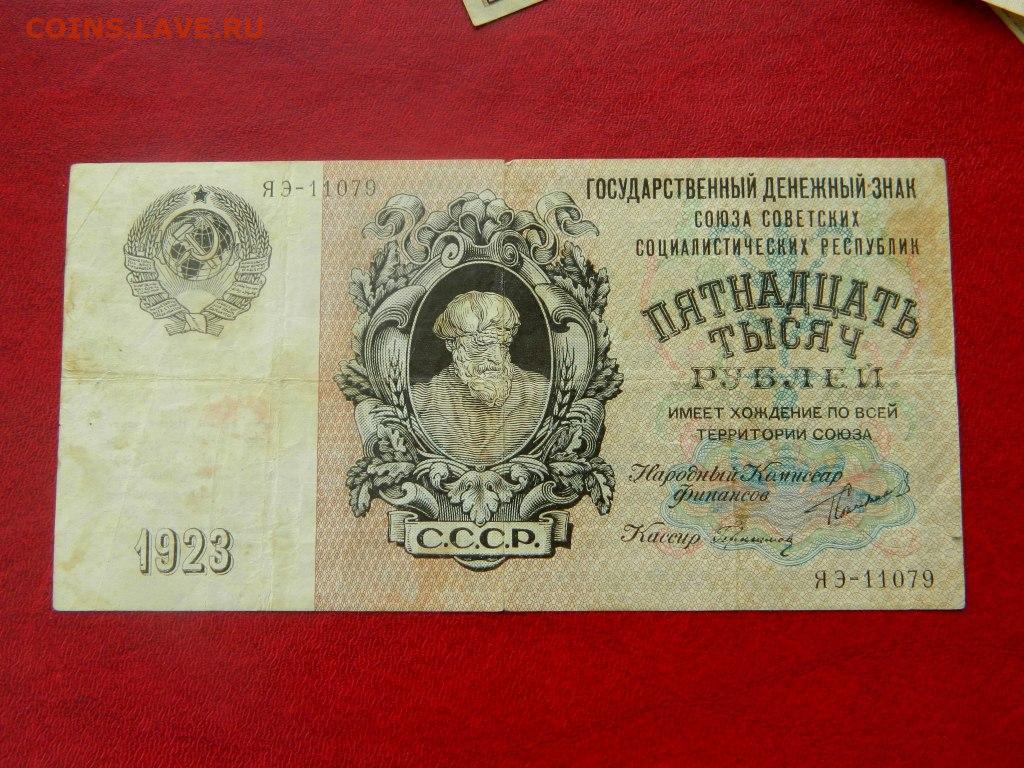 COINS.LAVE.RU
ЯЭ-11079
ГОСУДАРСТВЕННЫЙ ДЕНЕЖНЫЙ ЗНАК
СОЮЗА СОВЕТСКИХ
СОЦИАЛИСТИЧЕСКИХ РЕСПУБЛИК
ПЯТНАДЦАТЬ
ТЫСЯЧ
РУБЛЕЙ
ИМЕЕТ ХОЖДЕНИЕ ПО ВСЕЙ
ТЕРРИТОРИИ СОЮЗА
Народный Комиссар
Финансов
Кассир
С.С.С.Р.
1923
ЯЭ-11079